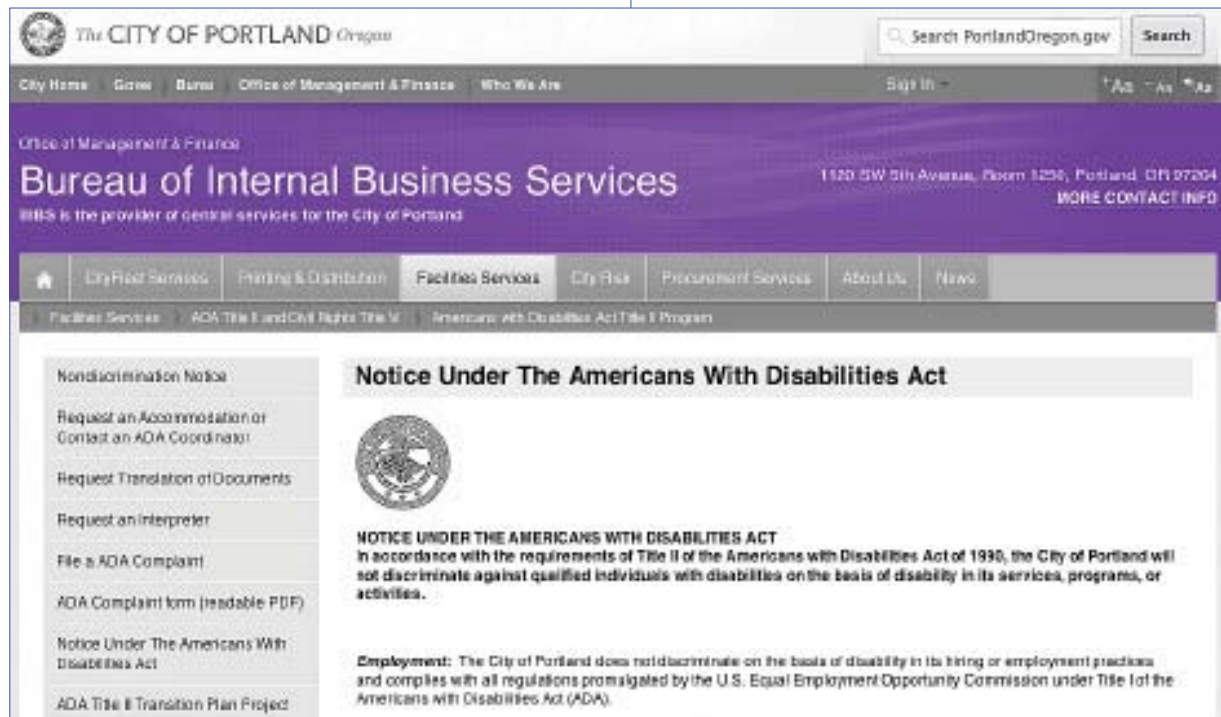 The CITY OF PORTLAND Oregon
Search PortlandOregon.gov Search
City Home Gover Bureu Office of Management & Finance Who We Are Sign In +Aa -Aa Aa
Office of Management & Finance
Bureau of Internal Business Services
1120 SW 5th Avenue, Room 1250, Portland, OR 97204
BIBS is the provider of central services for the City of Portland
MORE CONTACT INFO
CityFleet Services Printing & Distribution Facilities Services City Risk Procurement Services About Us News
Facilities Services ADA Title II and Civil Rights Title VI Americans with Disabilities Act Title II Program
Nondiscrimination Notice
Request an Accommodation or
Contact an ADA Coordinator
Request Translation of Documents
Request an Interpreter
File a ADA Complaint
ADA Complaint form (readable PDF)
Notice Under The Americans With
Disabilities Act
ADA Title II Transition Plan Project
Notice Under The Americans With Disabilities Act
NOTICE UNDER THE AMERICANS WITH DISABILITIES ACT
In accordance with the requirements of Title II of the Americans with Disabilities Act of 1990, the City of Portland will
not discriminate against qualified individuals with disabilities on the basis of disability in its services, programs, or
activities.
Employment: The City of Portland does not discriminate on the basis of disability in its hiring or employment practices
and complies with all regulations promulgated by the U.S. Equal Employment Opportunity Commission under Title I of the
Americans with Disabilities Act (ADA).